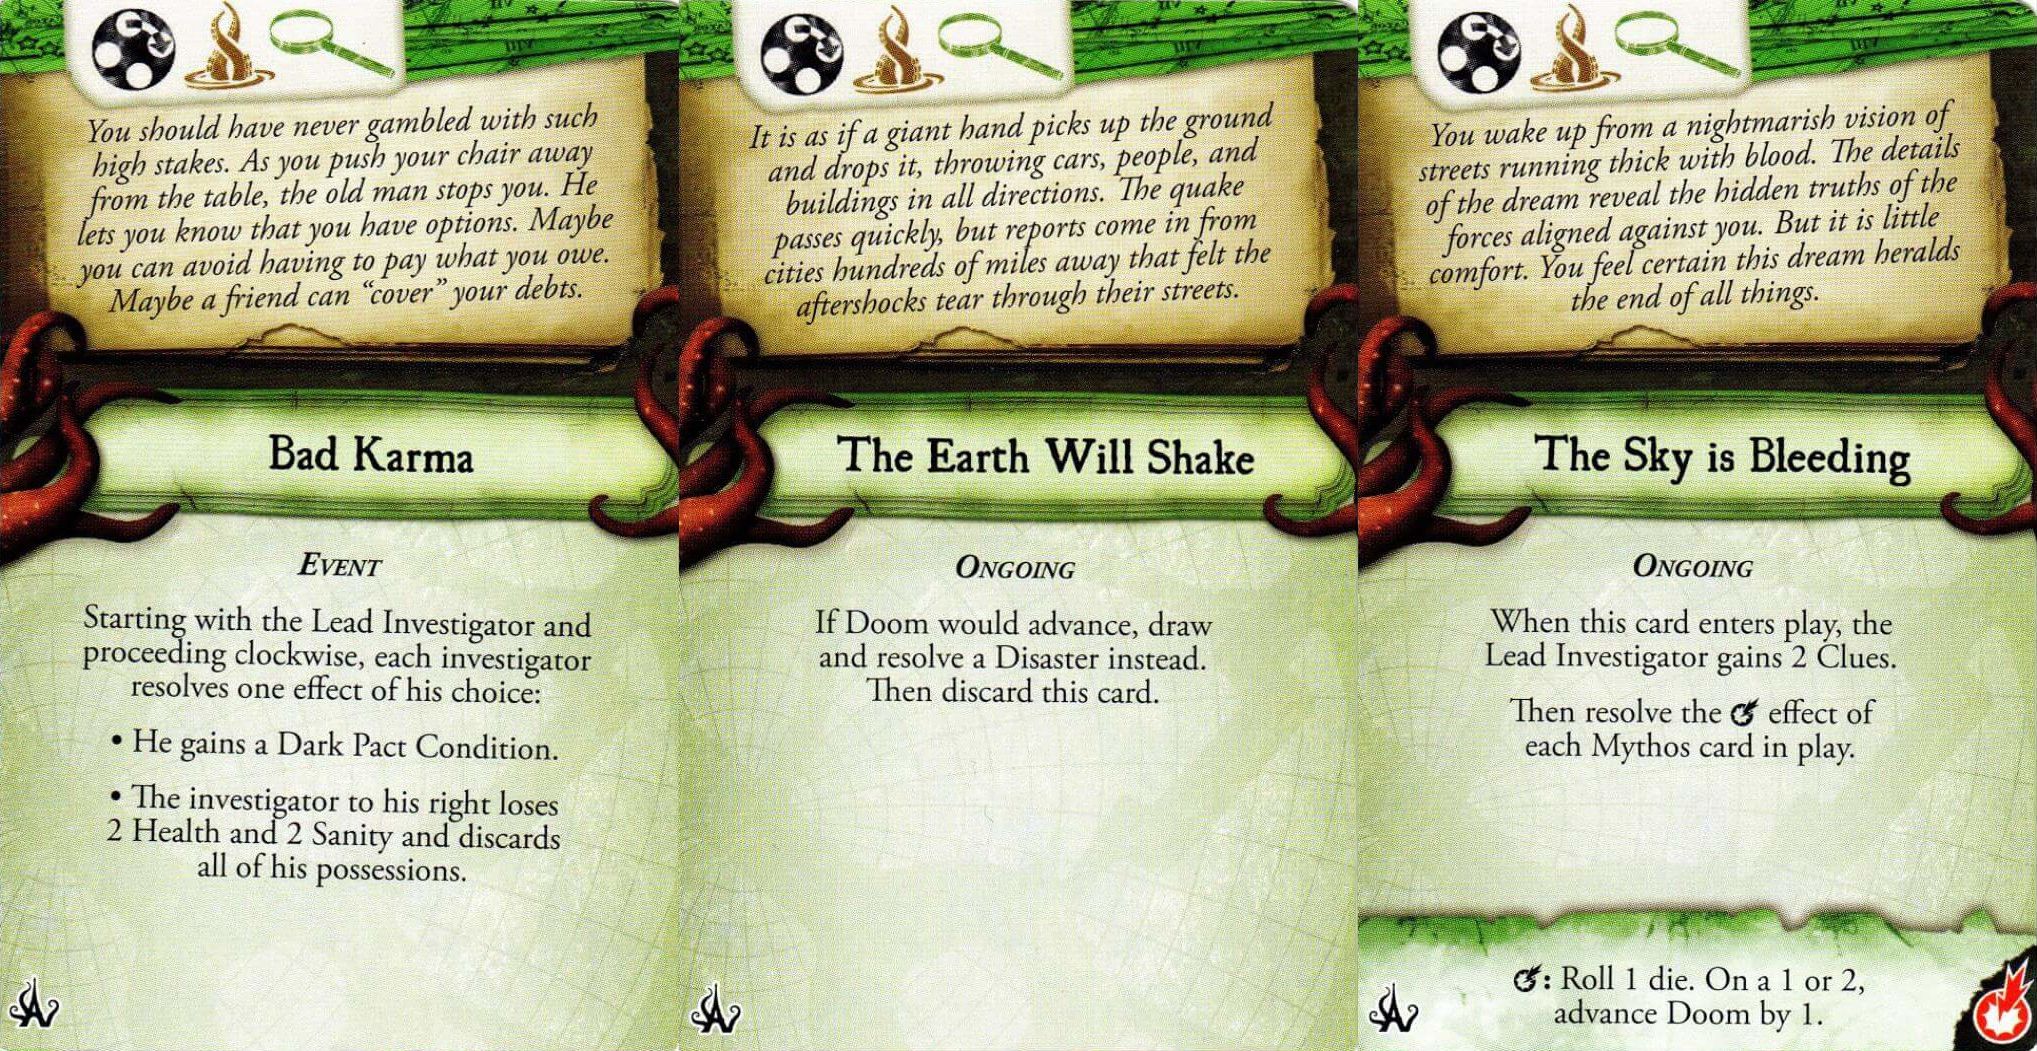 You should have never gambled with such
high stakes. As you push your chair away
from the table, the old man stops you. He
lets you know that you have options. Maybe
you can avoid having to pay what you owe.
Maybe a friend can “cover” your debts.
Bad Karma
EVENT
Starting with the Lead Investigator and
proceeding clockwise, each investigator
resolves one effect of his choice:
• He gains a Dark Pact Condition.
• The investigator to his right loses
2 Health and 2 Sanity and discards
all of his possessions.
It is as if a giant hand picks up the ground
and drops it, throwing cars, people, and
buildings in all directions. The quake
passes quickly, but reports come in from
cities hundreds of miles away that felt the
aftershocks tear through their streets.
The Earth Will Shake
ONGOING
If Doom would advance, draw
and resolve a Disaster instead.
Then discard this card.
You wake up from a nightmarish vision of
streets running thick with blood. The details
of the dream reveal the hidden truths of the
forces aligned against you. But it is little
comfort. You feel certain this dream heralds
the end of all things.
The Sky is Bleeding
ONGOING
When this card enters play, the
Lead Investigator gains 2 Clues.
Then resolve the effect of
each Mythos card in play.
: Roll 1 die. On a 1 or 2,
advance Doom by 1.